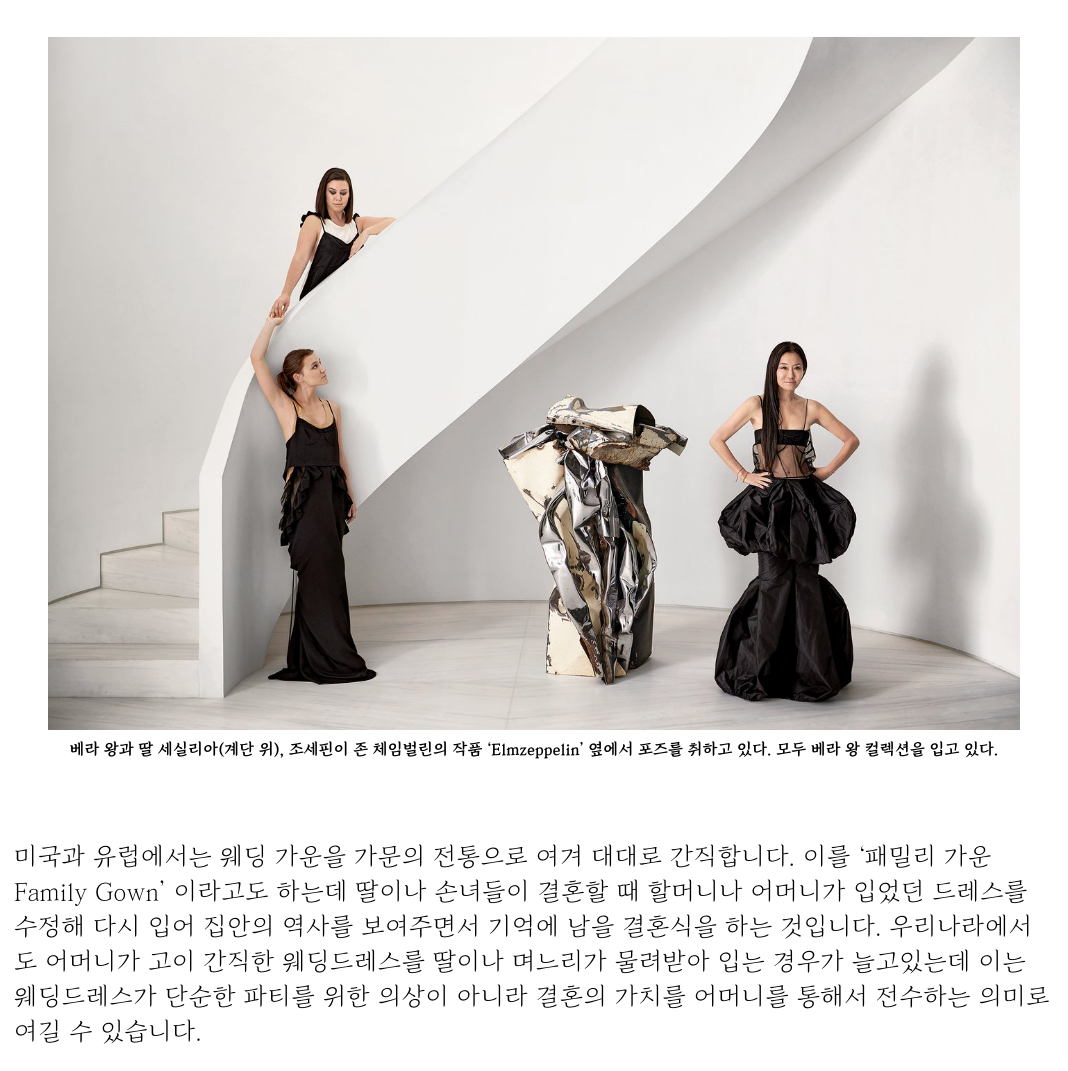 베라 왕과 딸 세실리아(계단 위), 조세핀이 존 체임벌린의 작품 ‘Elmzeppelin’ 옆에서 포즈를 취하고 있다. 모두 베라 왕 컬렉션을 입고 있다.
미국과 유럽에서는 웨딩 가운을 가문의 전통으로 여겨 대대로 간직합니다. 이를 ‘패밀리 가운
Family Gown’ 이라고도 하는데 딸이나 손녀들이 결혼할 때 할머니나 어머니가 입었던 드레스를
수정해 다시 입어 집안의 역사를 보여주면서 기억에 남을 결혼식을 하는 것입니다. 우리나라에서
도 어머니가 고이 간직한 웨딩드레스를 딸이나 며느리가 물려받아 입는 경우가 늘고있는데 이는
웨딩드레스가 단순한 파티를 위한 의상이 아니라 결혼의 가치를 어머니를 통해서 전수하는 의미로
여길 수 있습니다.